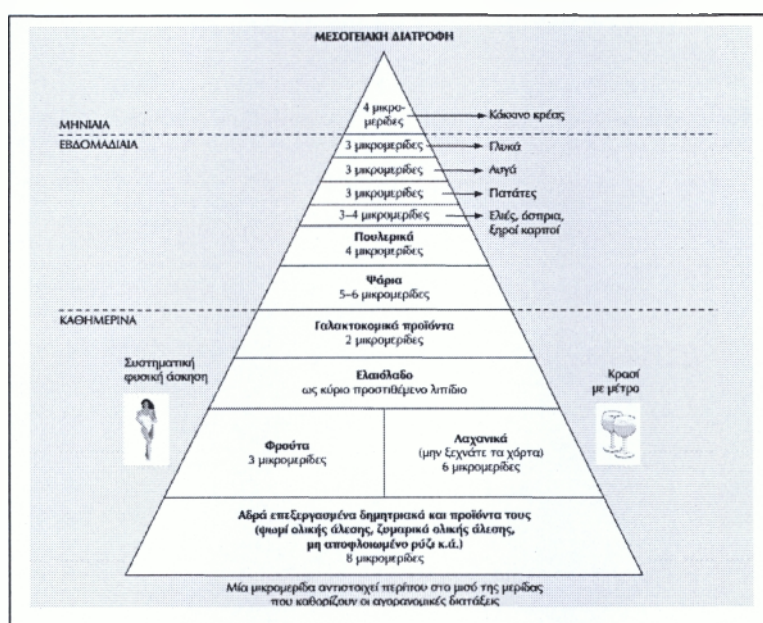 ΜΕΣΟΓΕΙΑΚΗ ΔΙΑΤΡΟΦΗ
4 μικρο-
μερίδες
Κόκκινο κρέας
ΜΗΝΙΑΙΑ
ΕΒΔΟΜΑΔΙΑΙΑ
3 μικρομερίδες
Γλυκά
3 μικρομερίδες
Αυγά
3 μικρομερίδες
Πατάτες
3–4 μικρομερίδες
Ελιές, όσπρια,
ξηροί καρποί
Πουλερικά
4 μικρομερίδες
Ψάρια
5–6 μικρομερίδες
ΚΑΘΗΜΕΡΙΝΑ
Γαλακτοκομικά προϊόντα
2 μικρομερίδες
Συστηματική
φυσική άσκηση
Ελαιόλαδο
ως κύριο προστιθέμενο λιπίδιο
Κρασί
με μέτρο
Φρούτα
3 μικρομερίδες
Λαχανικά
(μην ξεχνάτε τα χόρτα)
6 μικρομερίδες
Αδρά επεξεργασμένα δημητριακά και προϊόντα τους
(ψωμί ολικής άλεσης, ζυμαρικά ολικής άλεσης,
μη αποφλοιωμένο ρύζι κ.ά.)
8 μικρομερίδες
Μία μικρομερίδα αντιστοιχεί περίπου στο μισό της μερίδας
που καθορίζουν οι αγορανομικές διατάξεις